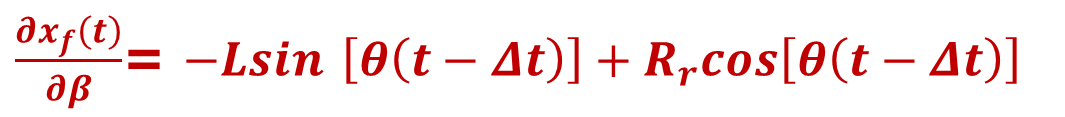 ∂x_f(t)/∂β = −Lsin [θ(t − Δt)] + R_r cos[θ(t − Δt)]